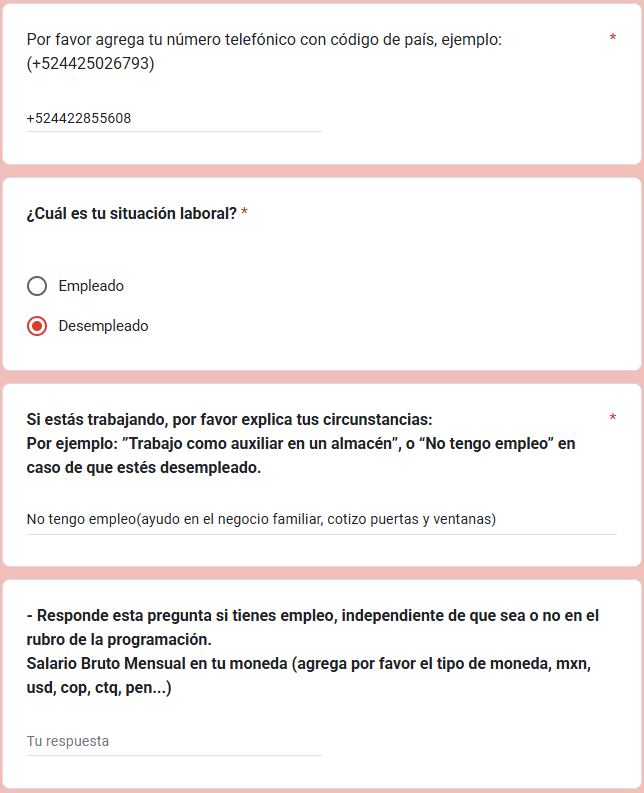 Por favor agrega tu número telefónico con código de país, ejemplo: *
(+524425026793)
+524422855608
¿Cuál es tu situación laboral? *
Empleado
Desempleado
Si estás trabajando, por favor explica tus circunstancias: *
Por ejemplo: ”Trabajo como auxiliar en un almacén”, o “No tengo empleo” en
caso de que estés desempleado.
No tengo empleo(ayudo en el negocio familiar, cotizo puertas y ventanas)
- Responde esta pregunta si tienes empleo, independiente de que sea o no en el
rubro de la programación.
Salario Bruto Mensual en tu moneda (agrega por favor el tipo de moneda, mxn,
usd, cop, ctq, pen...)
Tu respuesta